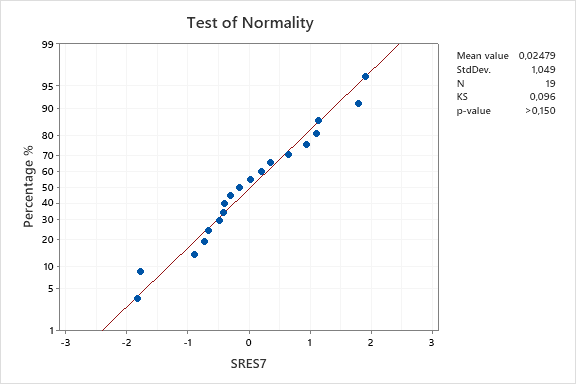 Test of Normality
Mean value 0,02479
StdDev. 1,049
N 19
KS 0,096
p-value >0,150
Percentage %
99
95
90
80
70
60
50
40
30
20
10
5
1
-3 -2 -1 0 1 2 3
SRES7